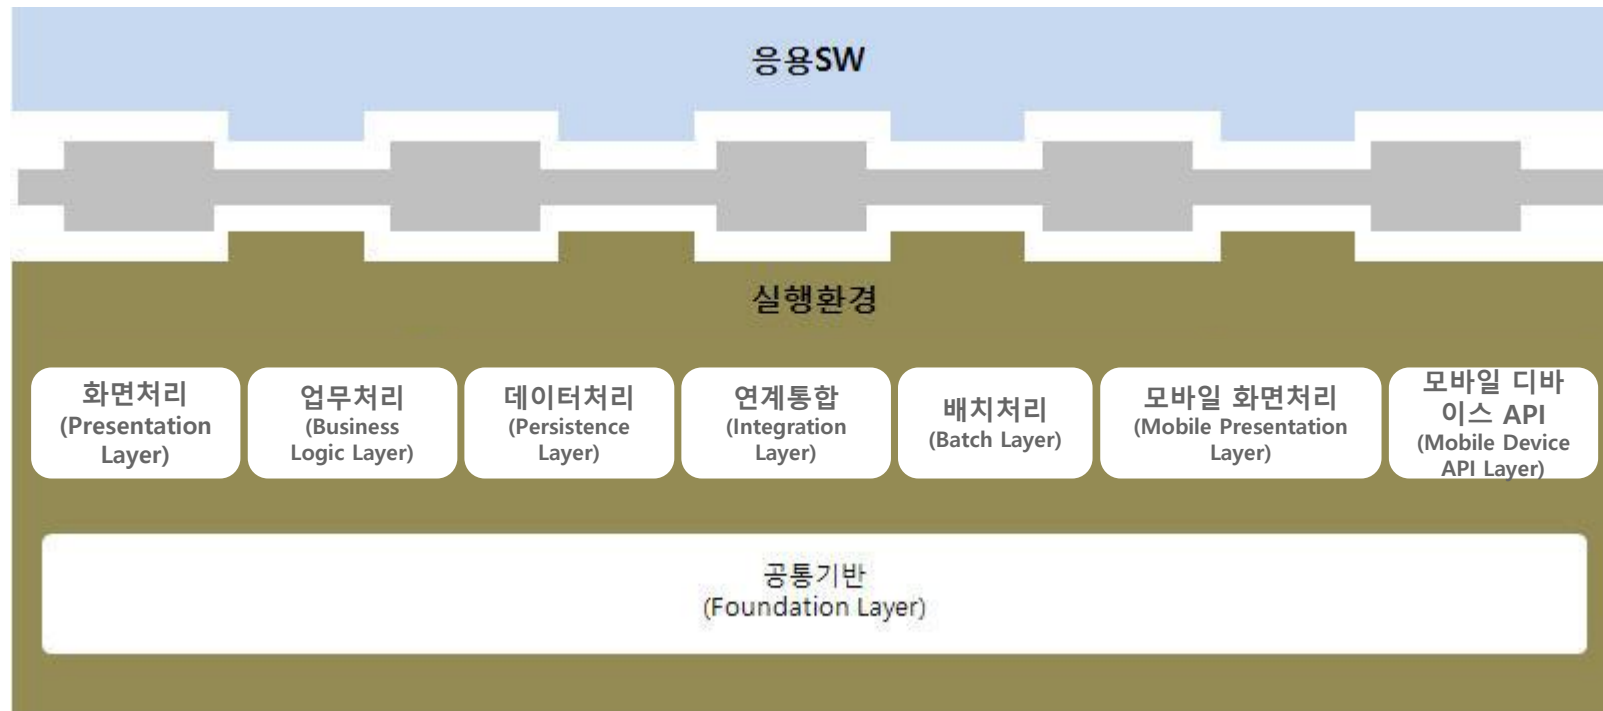 응용SW
실행환경
화면처리
(Presentation
Layer)
업무처리
(Business
Logic Layer)
데이터처리
(Persistence
Layer)
연계통합
(Integration
Layer)
배치처리
(Batch Layer)
모바일 화면처리
(Mobile Presentation
Layer)
모바일 디바
이스 API
(Mobile Device
API Layer)
공통기반
(Foundation Layer)